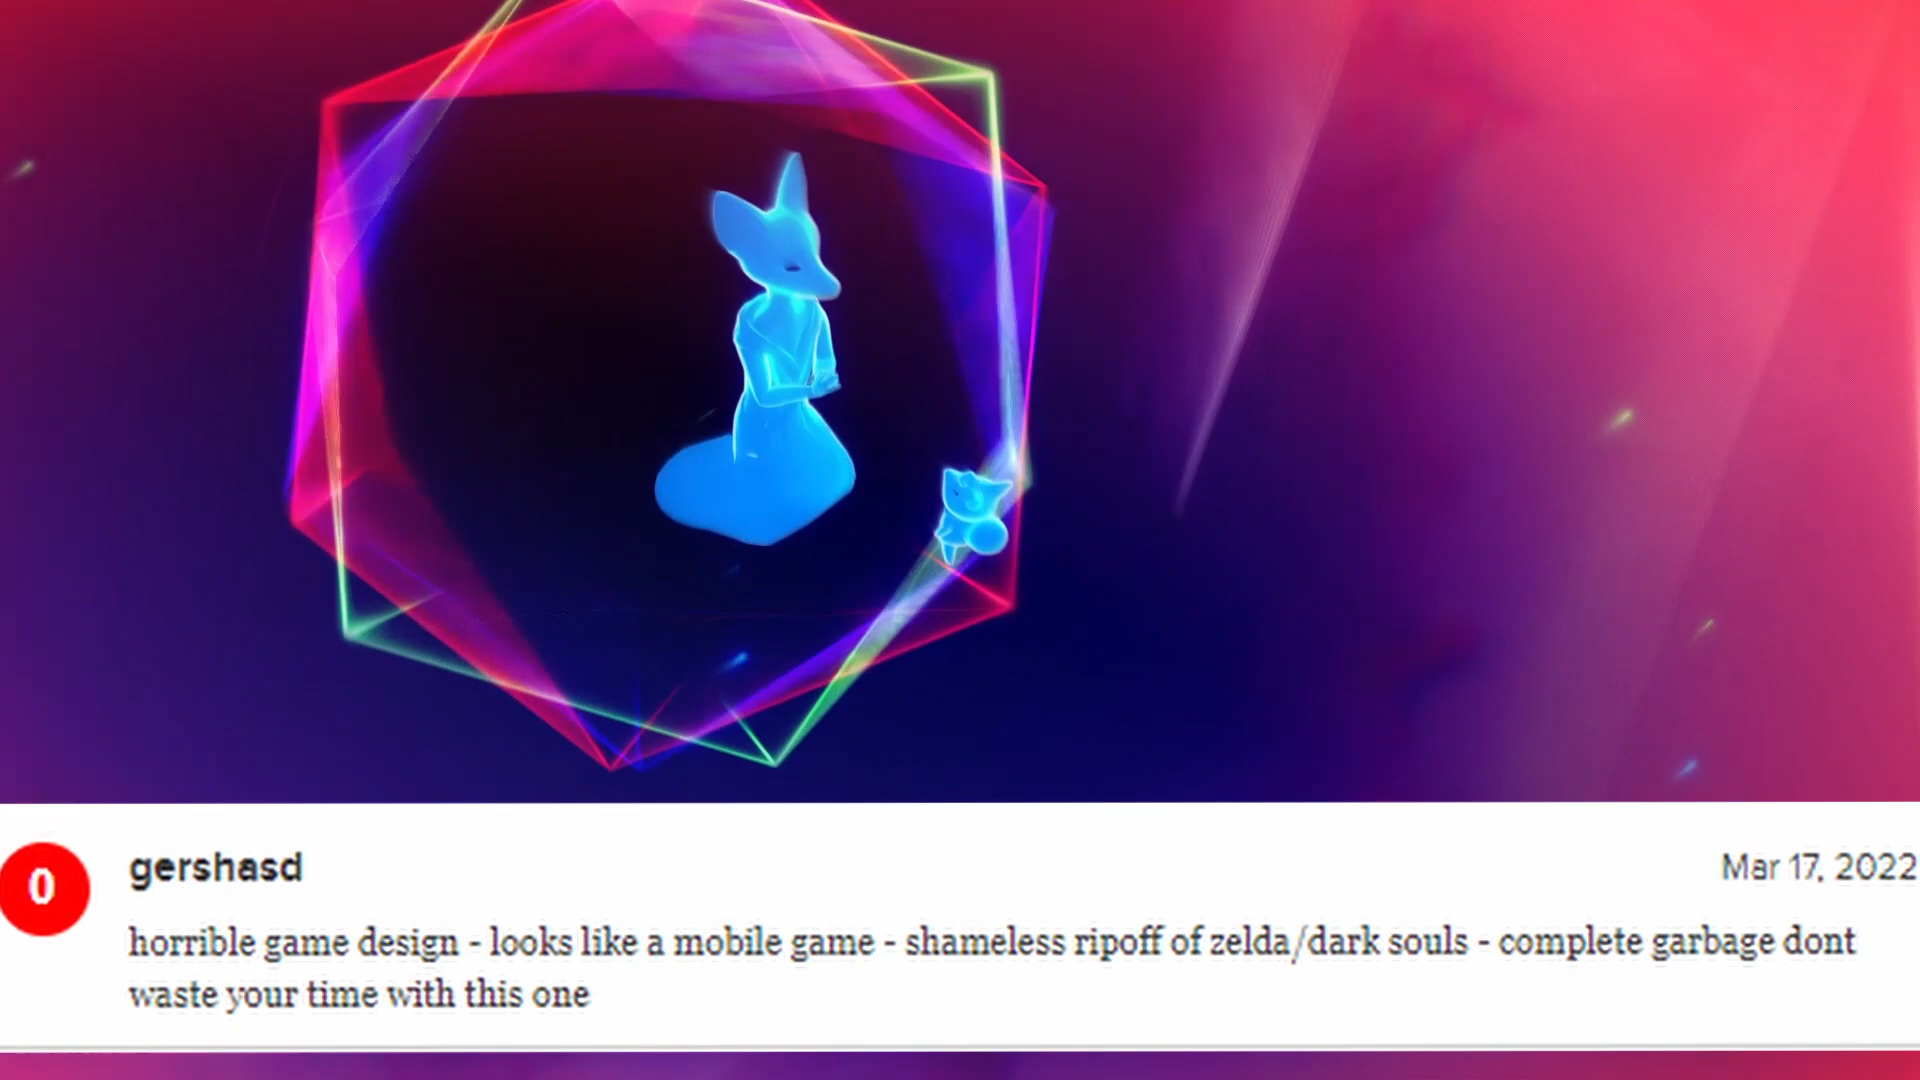 0
gershasd
Mar 17, 2022
horrible game design - looks like a mobile game - shameless ripoff of zelda/dark souls - complete garbage dont
waste your time with this one